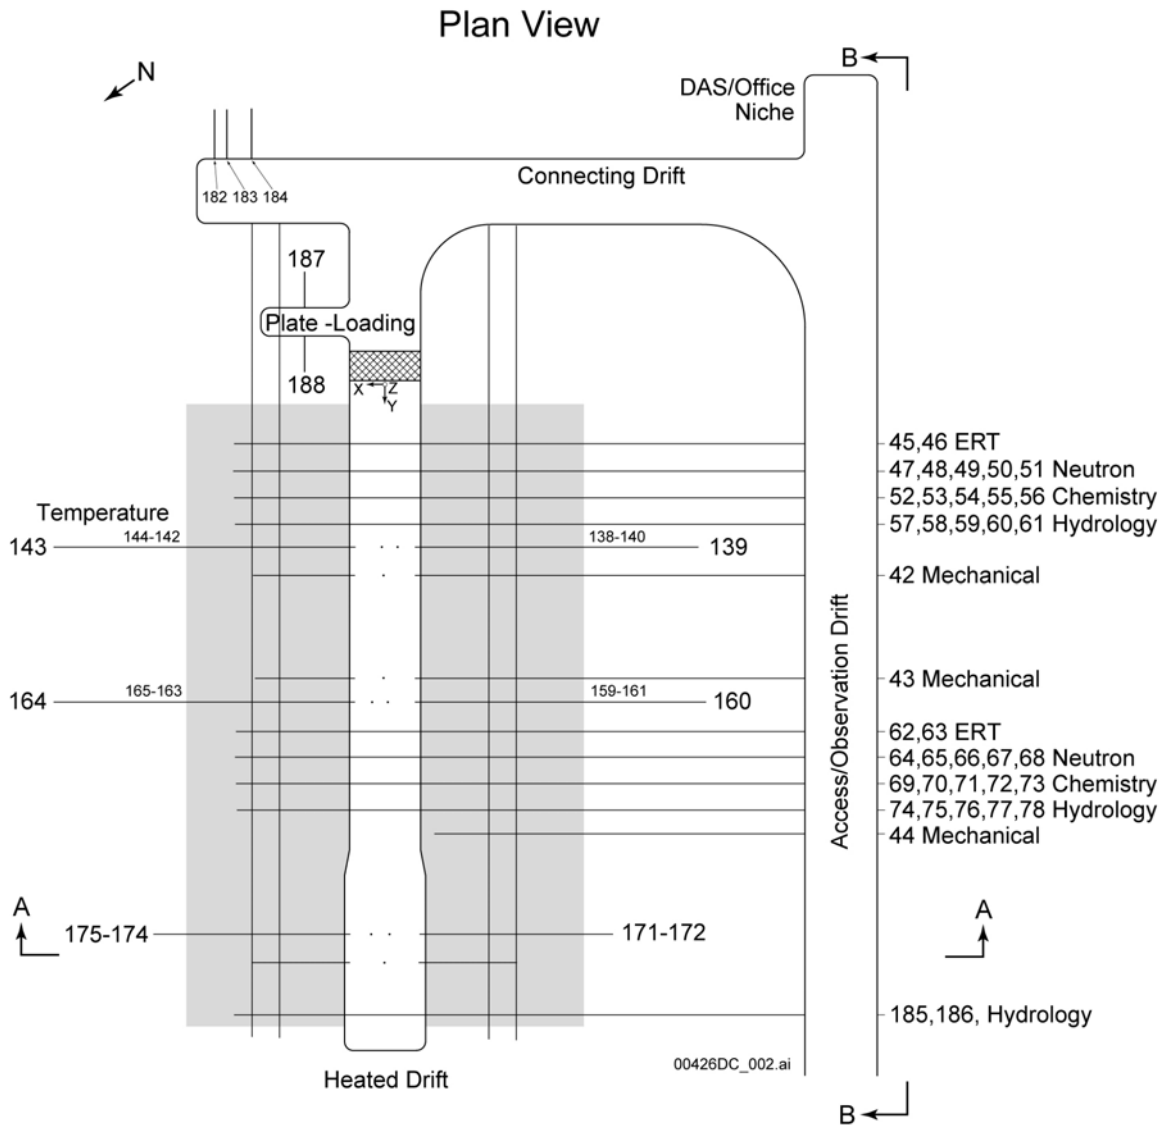 Plan View
B
N
DAS/Office
Niche
Connecting Drift
182 183 184
187
Plate -Loading
188
X Z
Y
45,46 ERT
47,48,49,50,51 Neutron
52,53,54,55,56 Chemistry
Temperature
57,58,59,60,61 Hydrology
143 144-142 138-140 139
42 Mechanical
Access/Observation Drift
43 Mechanical
164 165-163 159-161 160
62,63 ERT
64,65,66,67,68 Neutron
69,70,71,72,73 Chemistry
74,75,76,77,78 Hydrology
44 Mechanical
A A
175-174 171-172
185,186, Hydrology
00426DC_002.ai
Heated Drift
B